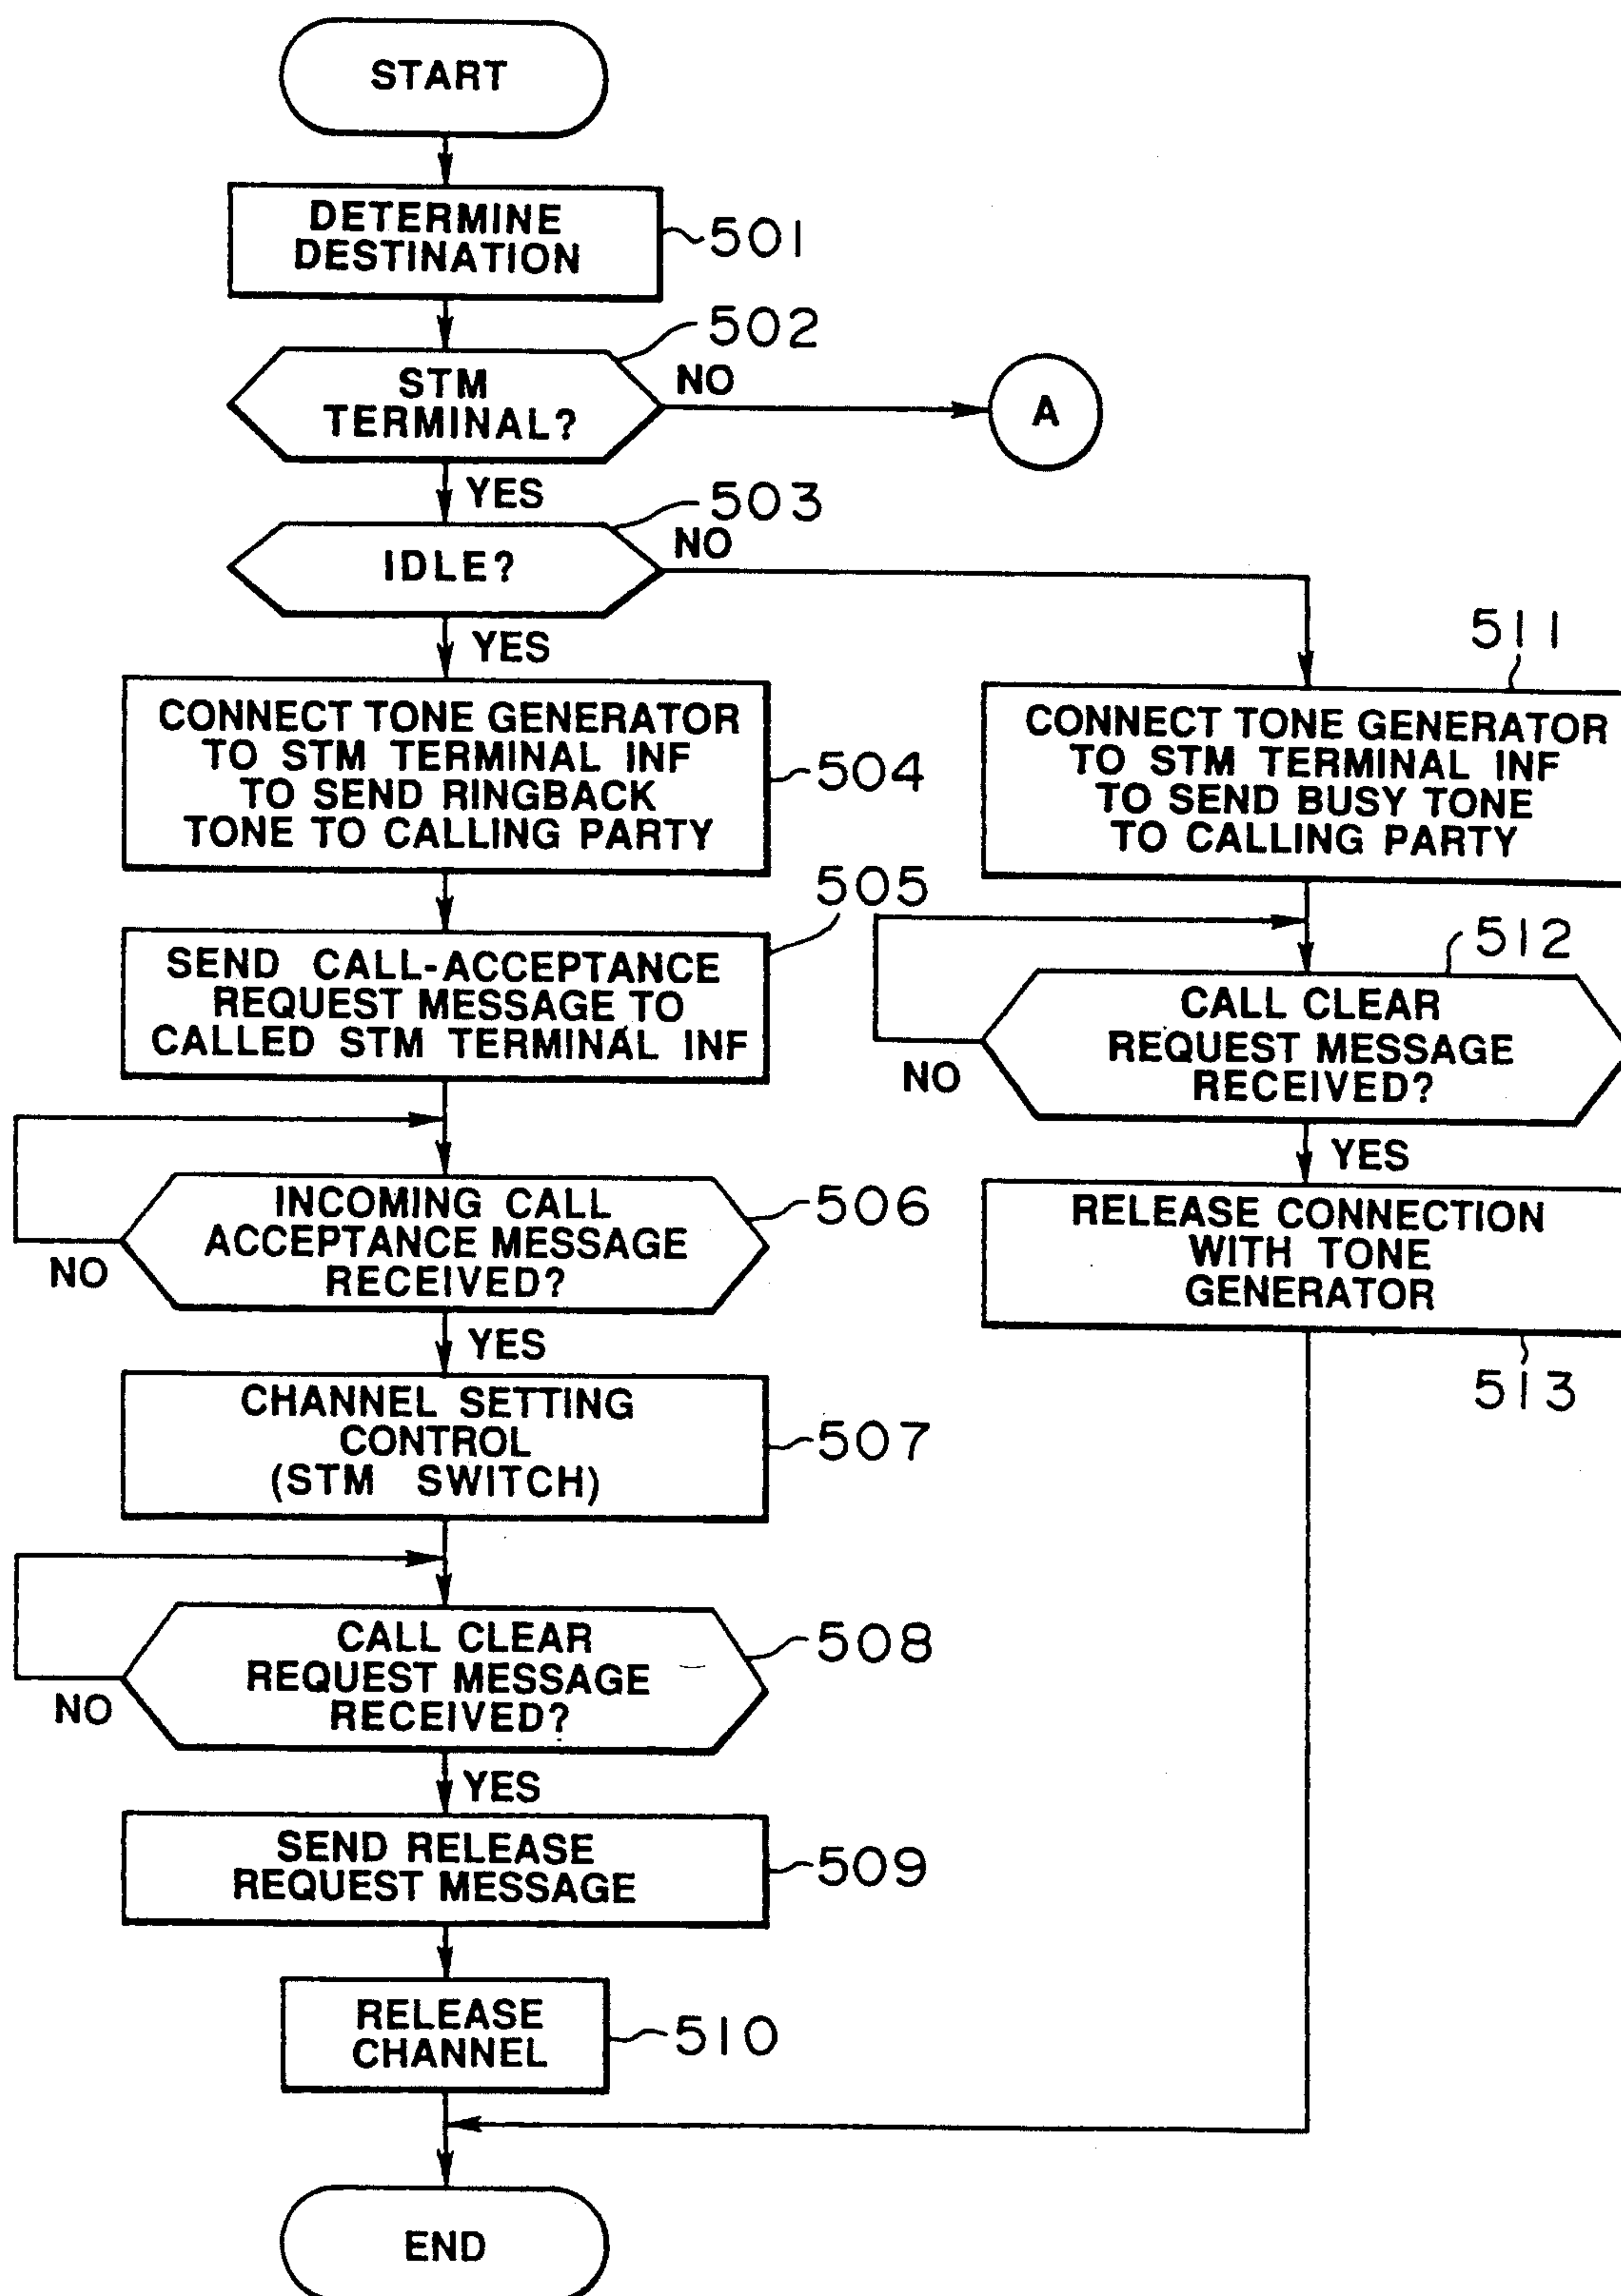 START
DETERMINE
DESTINATION
501
502
STM
TERMINAL?
NO
A
YES
503
IDLE?
NO
YES
CONNECT TONE GENERATOR
TO STM TERMINAL INF
TO SEND RINGBACK
TONE TO CALLING PARTY
504
505
SEND CALL-ACCEPTANCE
REQUEST MESSAGE TO
CALLED STM TERMINAL INF
INCOMING CALL
ACCEPTANCE MESSAGE
RECEIVED?
506
NO
YES
CHANNEL SETTING
CONTROL
(STM SWITCH)
507
CALL CLEAR
REQUEST MESSAGE
RECEIVED?
508
NO
YES
SEND RELEASE
REQUEST MESSAGE
509
RELEASE
CHANNEL
510
511
CONNECT TONE GENERATOR
TO STM TERMINAL INF
TO SEND BUSY TONE
TO CALLING PARTY
512
CALL CLEAR
REQUEST MESSAGE
RECEIVED?
NO
YES
RELEASE CONNECTION
WITH TONE
GENERATOR
513
END